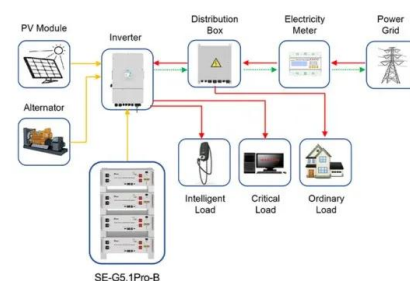 PV Module
Inverter
Distribution
Box
Electricity
Meter
Power
Grid
Alternator
Intelligent
Load
Critical
Load
Ordinary
Load
SE-G5.1Pro-B